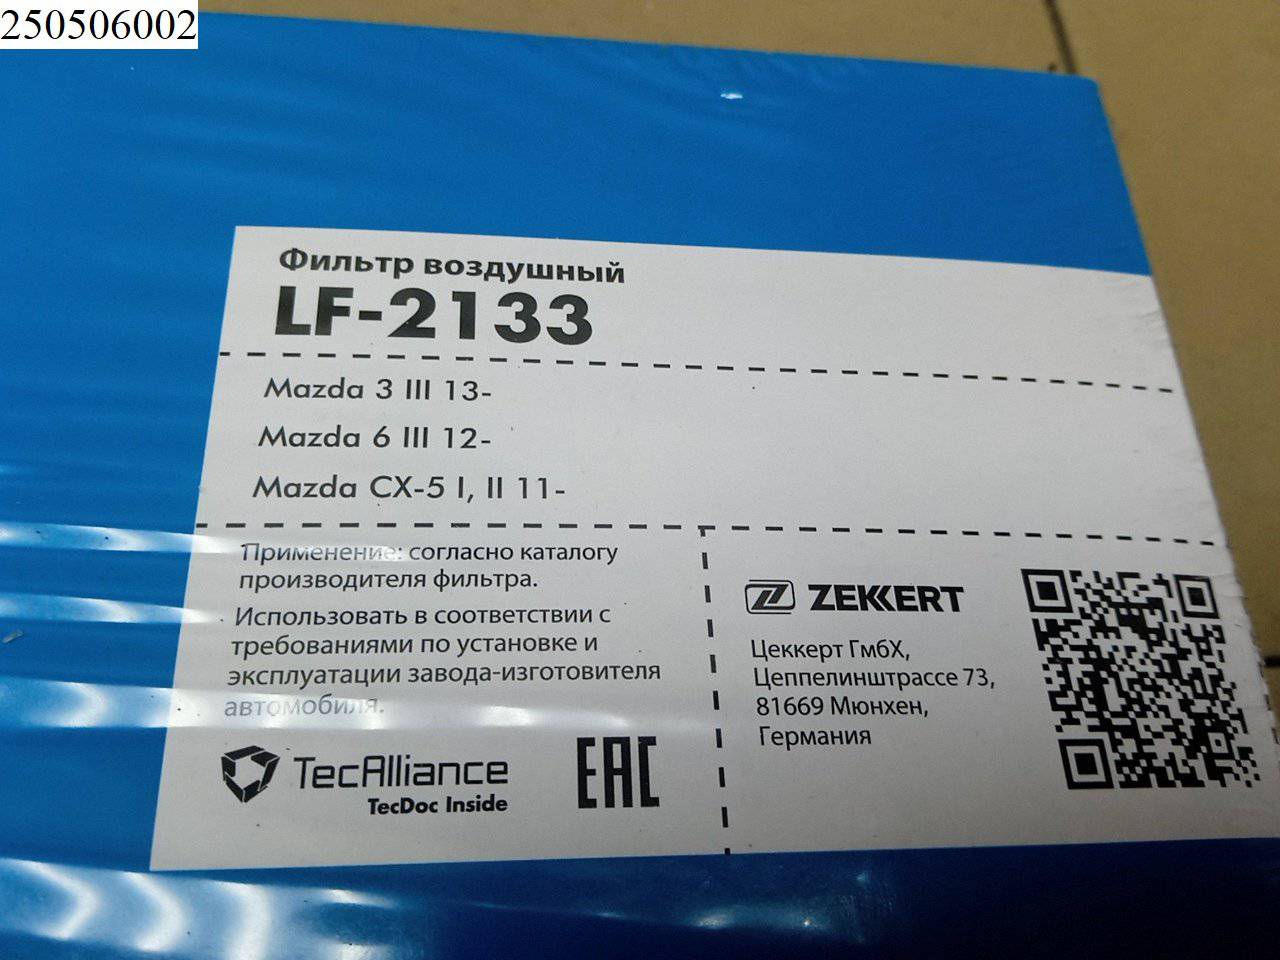 250506002
Фильтр воздушный
LF-2133
Mazda 3 III 13-
Mazda 6 III 12-
Mazda CX-5 I, II 11-
Применение: согласно каталогу
производителя фильтра.
Использовать в соответствии с
требованиями по установке и
эксплуатации завода-изготовителя
автомобиля.
TecAlliance
TecDoc Inside
EAC
ZEKKERT
Цеккерт ГмбХ,
Цеппелинштрассе 73,
81669 Мюнхен,
Германия